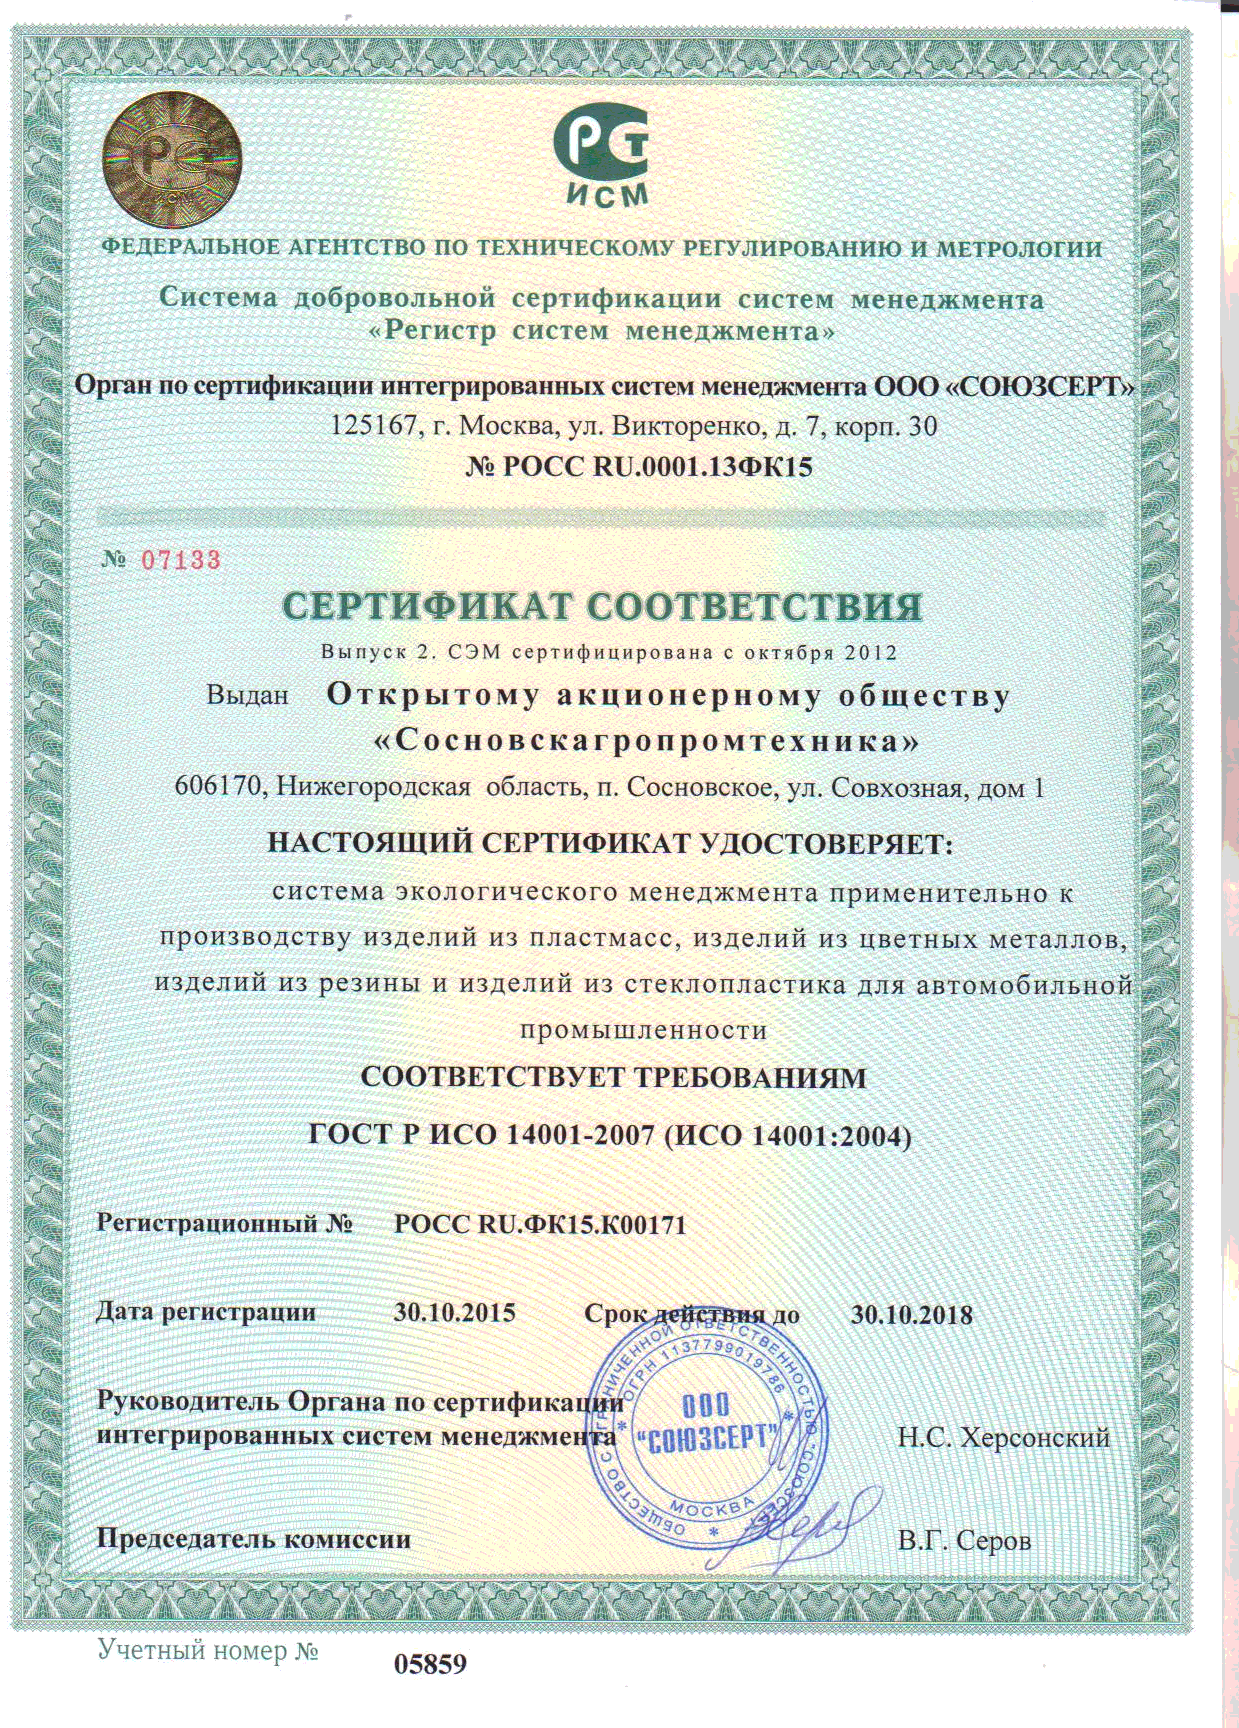 РСТ
ИСМ
ФЕДЕРАЛЬНОЕ АГЕНТСТВО ПО ТЕХНИЧЕСКОМУ РЕГУЛИРОВАНИЮ И МЕТРОЛОГИИ
Система добровольной сертификации систем менеджмента
«Регистр систем менеджмента»
Орган по сертификации интегрированных систем менеджмента ООО «СОЮЗСЕРТ»
125167, г. Москва, ул. Викторенко, д. 7, корп. 30
№ РОСС RU.0001.13ФК15
№ 07133
СЕРТИФИКАТ СООТВЕТСТВИЯ
Выпуск 2. СЭМ сертифицирована с октября 2012
Выдан Открытому акционерному обществу
«Сосновскагропромтехника»
606170, Нижегородская область, п. Сосновское, ул. Совхозная, дом 1
НАСТОЯЩИЙ СЕРТИФИКАТ УДОСТОВЕРЯЕТ:
система экологического менеджмента применительно к
производству изделий из пластмасс, изделий из цветных металлов,
изделий из резины и изделий из стеклопластика для автомобильной
промышленности
СООТВЕТСТВУЕТ ТРЕБОВАНИЯМ
ГОСТ Р ИСО 14001-2007 (ИСО 14001:2004)
Регистрационный № РОСС RU.ФК15.К00171
Дата регистрации 30.10.2015 Срок действия до 30.10.2018
Руководитель Органа по сертификации
интегрированных систем менеджмента Н.С. Херсонский
ОБЩЕСТВО С ОГРАНИЧЕННОЙ ОТВЕТСТВЕННОСТЬЮ "СОЮЗСЕРТ"
* ОГРН 1137799019786 *
ООО
"СОЮЗСЕРТ"
МОСКВА
Председатель комиссии В.Г. Серов
Учетный номер № 05859